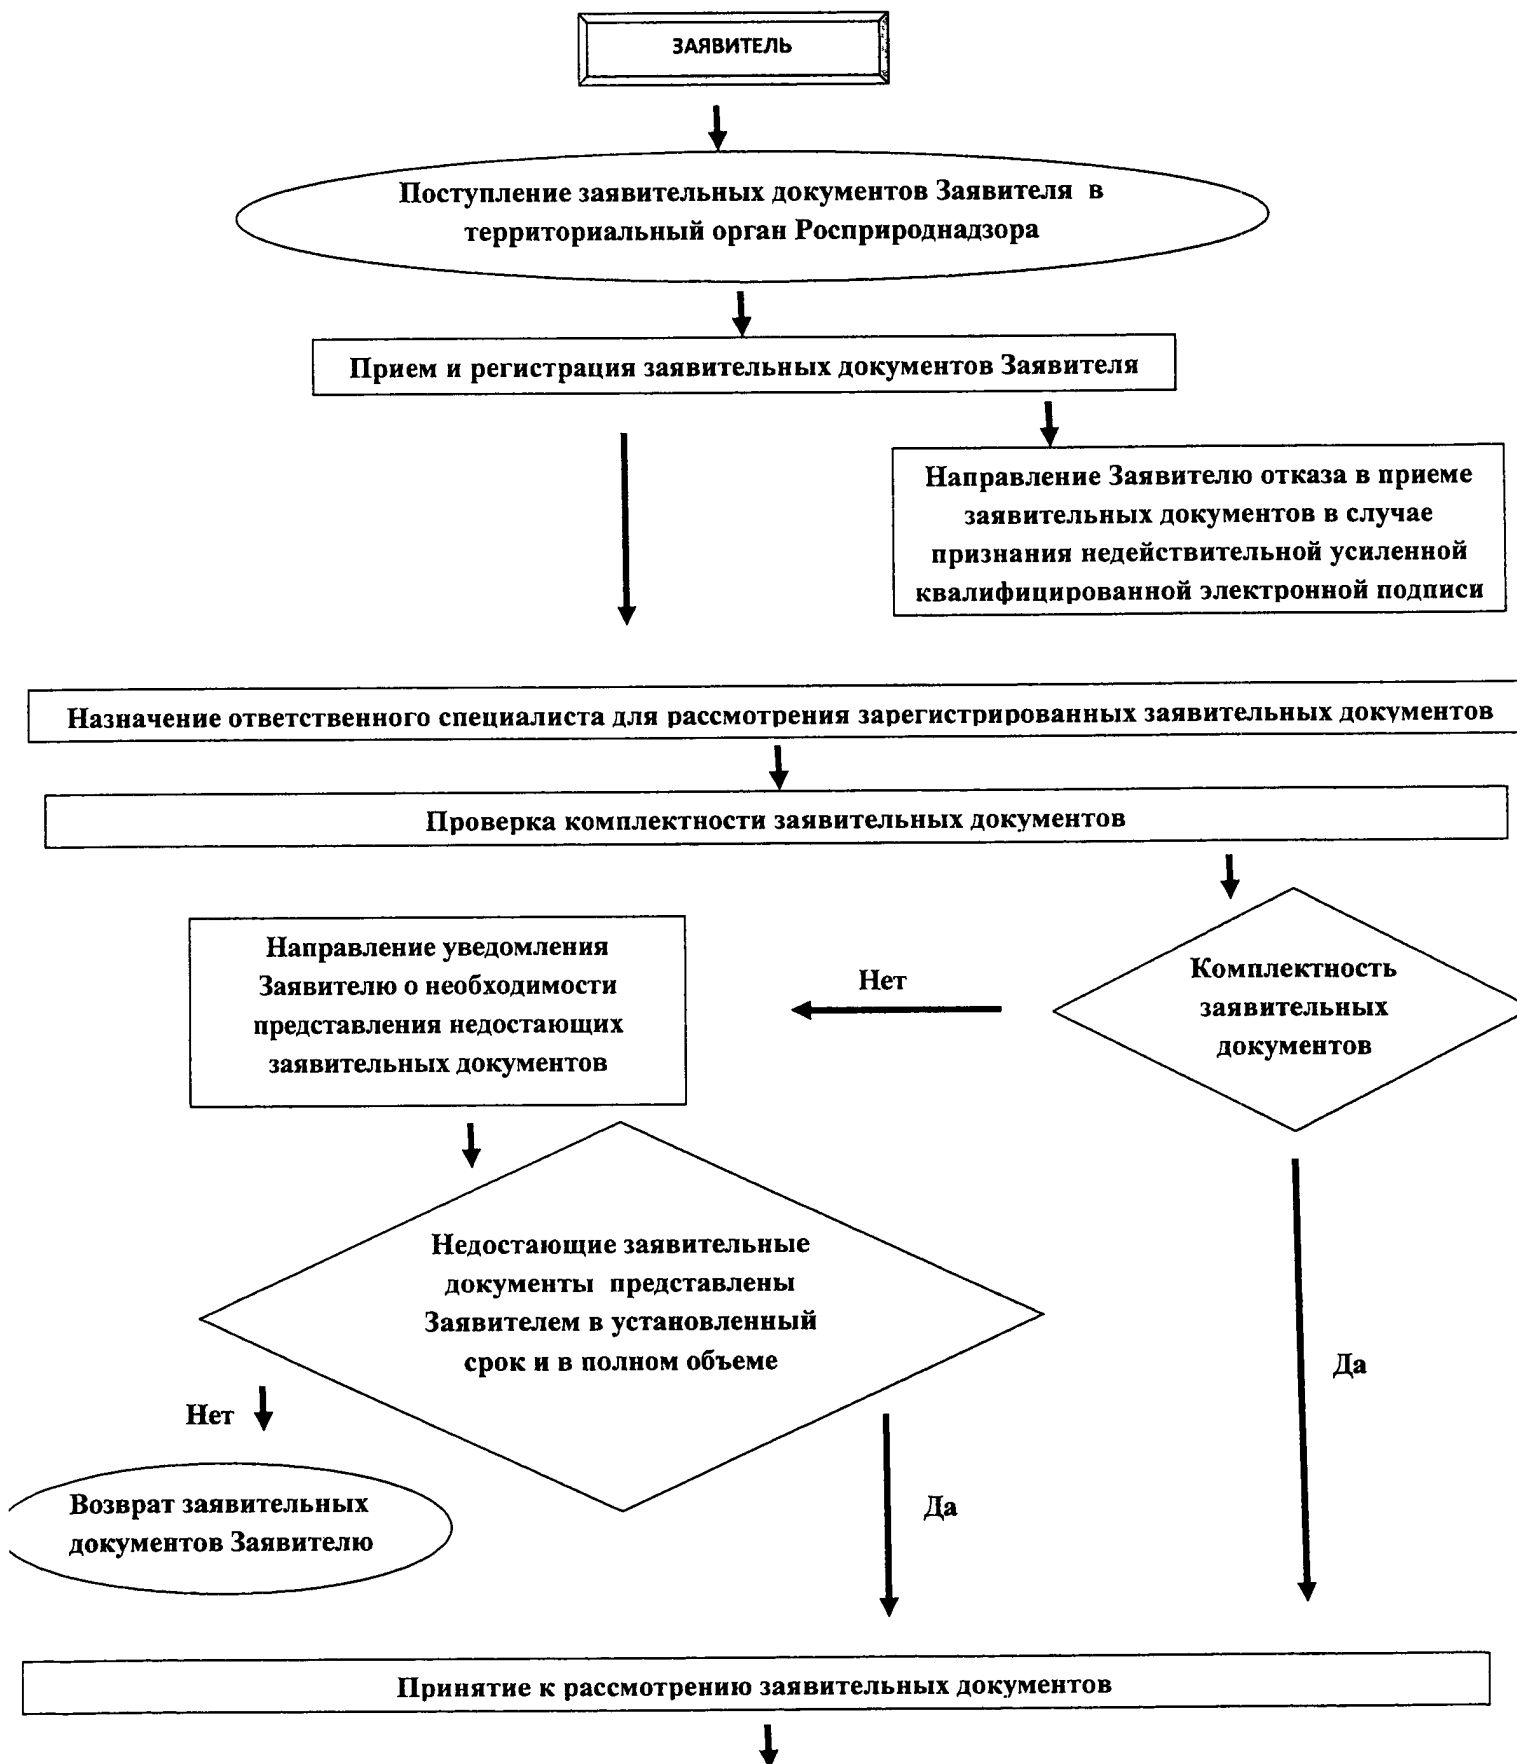 ЗАЯВИТЕЛЬ
Поступление заявительных документов Заявителя в
территориальный орган Росприроднадзора
Прием и регистрация заявительных документов Заявителя
Направление Заявителю отказа в приеме
заявительных документов в случае
признания недействительной усиленной
квалифицированной электронной подписи
Назначение ответственного специалиста для рассмотрения зарегистрированных заявительных документов
Проверка комплектности заявительных документов
Направление уведомления
Заявителю о необходимости
представления недостающих
заявительных документов
Нет
Комплектность
заявительных
документов
Недостающие заявительные
документы представлены
Заявителем в установленный
срок и в полном объеме
Да
Нет
Возврат заявительных
документов Заявителю
Да
Принятие к рассмотрению заявительных документов